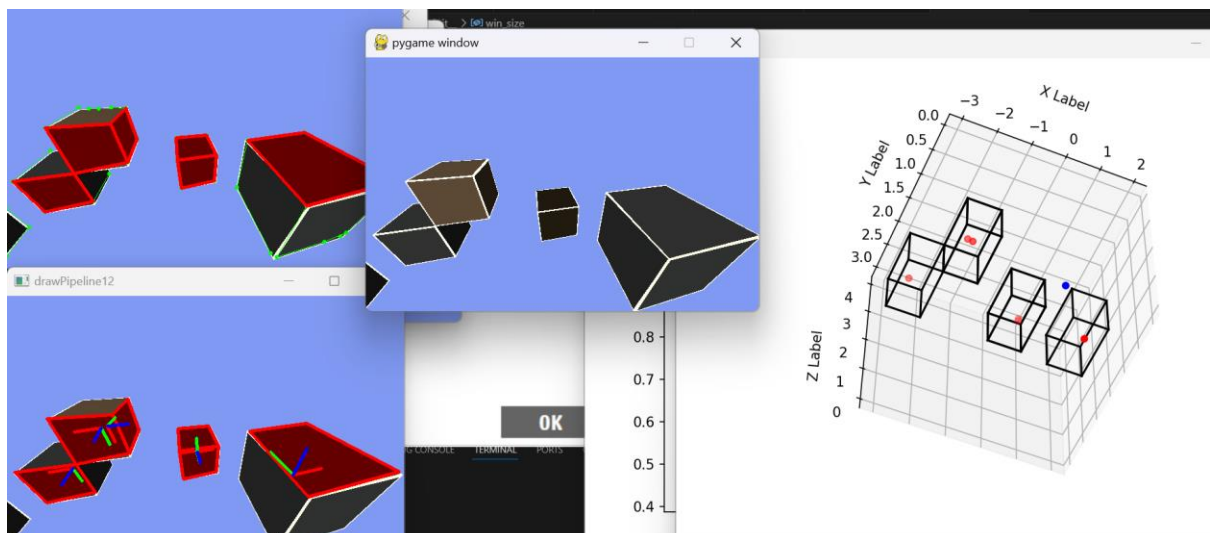 win_size
pygame window
drawPipeline12
OK
CONSOLE TERMINAL PORTS
0.8
0.7
0.6
0.5
0.4
X Label
−3
−2
−1
0
1
2
Y Label
0.0
0.5
1.0
1.5
2.0
2.5
3.0
Z Label
4
3
2
1
0